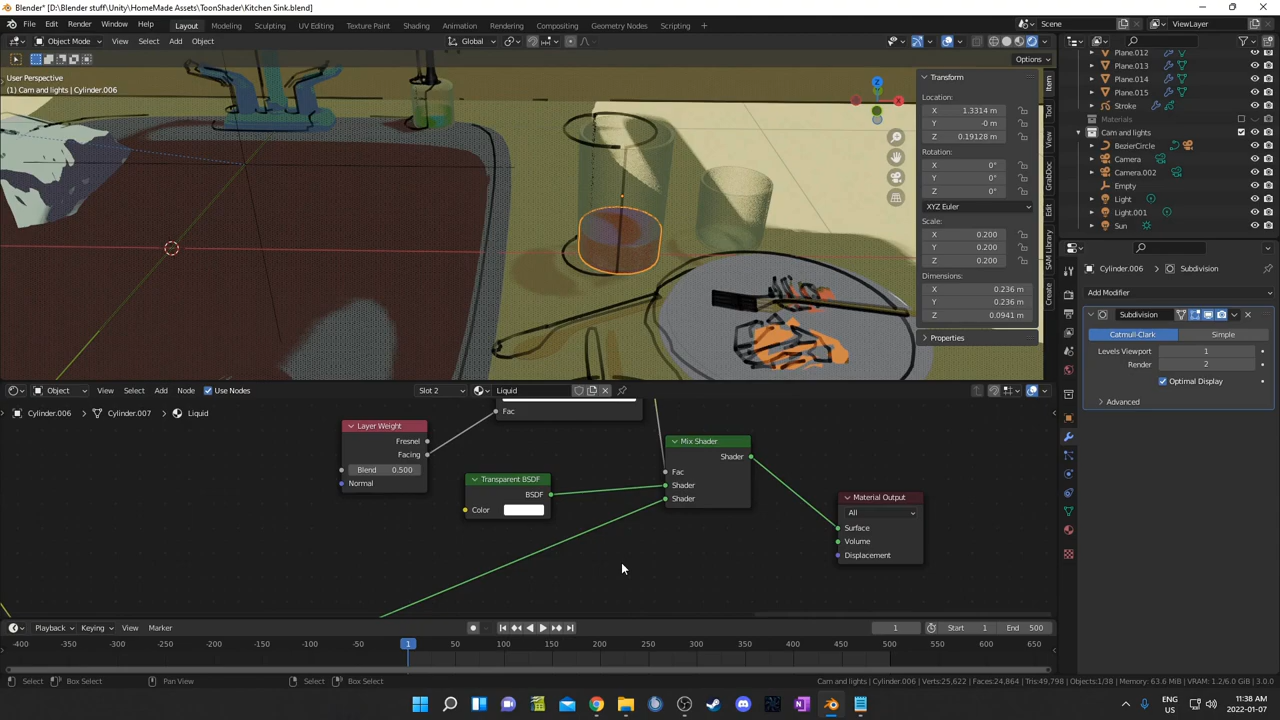 Blender* [D:\Blender stuff\Unity\HomeMade Assets\ToonShader\Kitchen Sink.blend]
File Edit Render Window Help Layout Modeling Sculpting UV Editing Texture Paint Shading Animation Rendering Compositing Geometry Nodes Scripting Scene ViewLayer
Object Mode View Select Add Object Global
Options
User Perspective
(1) Cam and lights | Cylinder.006
Transform
Location:
X 1.3314 m
Y -0 m
Z 0.19128 m
Rotation:
X 0°
Y 0°
Z 0°
XYZ Euler
Scale:
X 0.200
Y 0.200
Z 0.200
Dimensions:
X 0.236 m
Y 0.236 m
Z 0.0941 m
Properties
Item
Tool
View
GrabDoc
Edit
SAM Library
Create
Z
X
Plane.012
Plane.013
Plane.014
Plane.015
Stroke
Materials
Cam and lights
BezierCircle
Camera
Camera.002
Empty
Light
Light.001
Sun
Cylinder.006 Subdivision
Add Modifier
Subdivision
Catmull-Clark Simple
Levels Viewport 1
Render 2
Optimal Display
Advanced
Object View Select Add Node Use Nodes Slot 2 Liquid
Cylinder.006 Cylinder.007 Liquid
Fac
Layer Weight
Fresnel
Facing
Blend 0.500
Normal
Transparent BSDF
BSDF
Color
Mix Shader
Shader
Fac
Shader
Shader
Material Output
All
Surface
Volume
Displacement
Playback Keying View Marker 1 Start 1 End 500
-400 -350 -300 -250 -200 -150 -100 -50 1 50 100 150 200 250 300 350 400 450 500 550 600 650
Select Box Select Pan View Select Box Select Cam and lights | Cylinder.006 | Verts:25,622 | Faces:24,864 | Tris:49,798 | Objects:1/38 | Memory: 63.6 MiB | VRAM: 1.2/6.0 GiB | 3.0.0
ENG
US
11:38 AM
2022-01-07